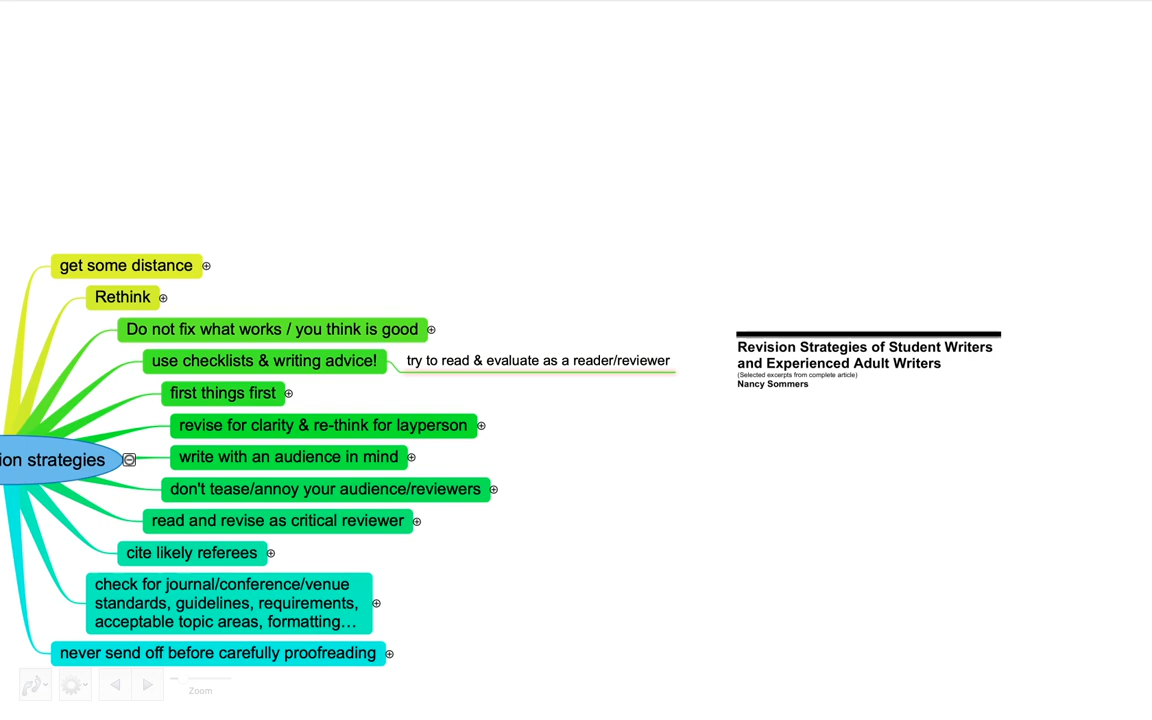 get some distance
Rethink
Do not fix what works / you think is good
use checklists & writing advice!
try to read & evaluate as a reader/reviewer
first things first
revise for clarity & re-think for layperson
ion strategies
write with an audience in mind
don't tease/annoy your audience/reviewers
read and revise as critical reviewer
cite likely referees
check for journal/conference/venue
standards, guidelines, requirements,
acceptable topic areas, formatting…
never send off before carefully proofreading
Revision Strategies of Student Writers
and Experienced Adult Writers
(Selected excerpts from complete article)
Nancy Sommers
Zoom